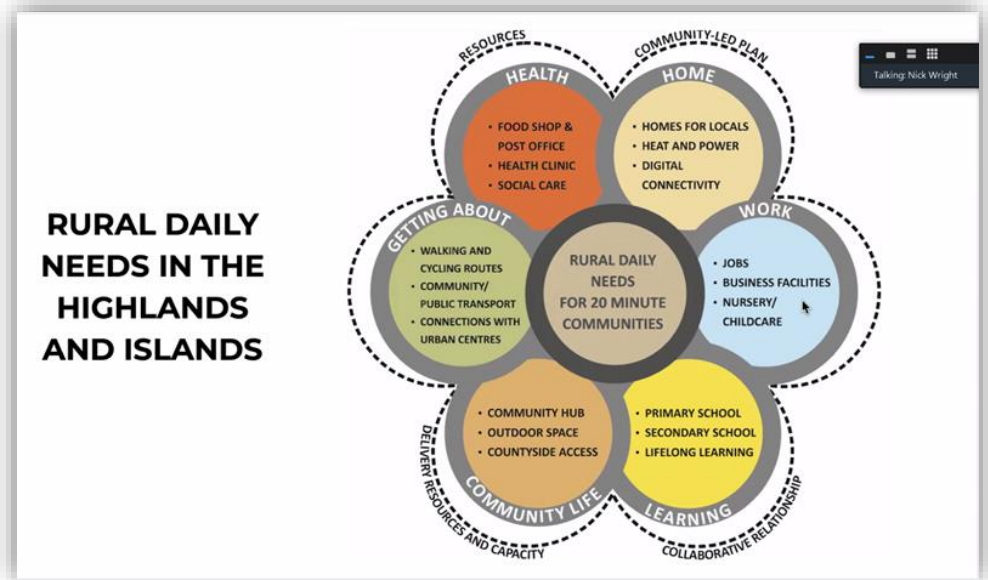 RESOURCES
COMMUNITY-LED PLAN
Talking: Nick Wright
HEALTH
HOME
• FOOD SHOP &
POST OFFICE
• HEALTH CLINIC
• SOCIAL CARE
• HOMES FOR LOCALS
• HEAT AND POWER
• DIGITAL
CONNECTIVITY
RURAL DAILY
NEEDS IN THE
HIGHLANDS
AND ISLANDS
GETTING ABOUT
• WALKING AND
CYCLING ROUTES
• COMMUNITY/
PUBLIC TRANSPORT
• CONNECTIONS WITH
URBAN CENTRES
RURAL DAILY
NEEDS
FOR 20 MINUTE
COMMUNITIES
WORK
• JOBS
• BUSINESS FACILITIES
• NURSERY/
CHILDCARE
• COMMUNITY HUB
• OUTDOOR SPACE
• COUNTRYSIDE ACCESS
COMMUNITY LIFE
• PRIMARY SCHOOL
• SECONDARY SCHOOL
• LIFELONG LEARNING
LEARNING
DELIVERY RESOURCES AND CAPACITY
COLLABORATIVE RELATIONSHIP